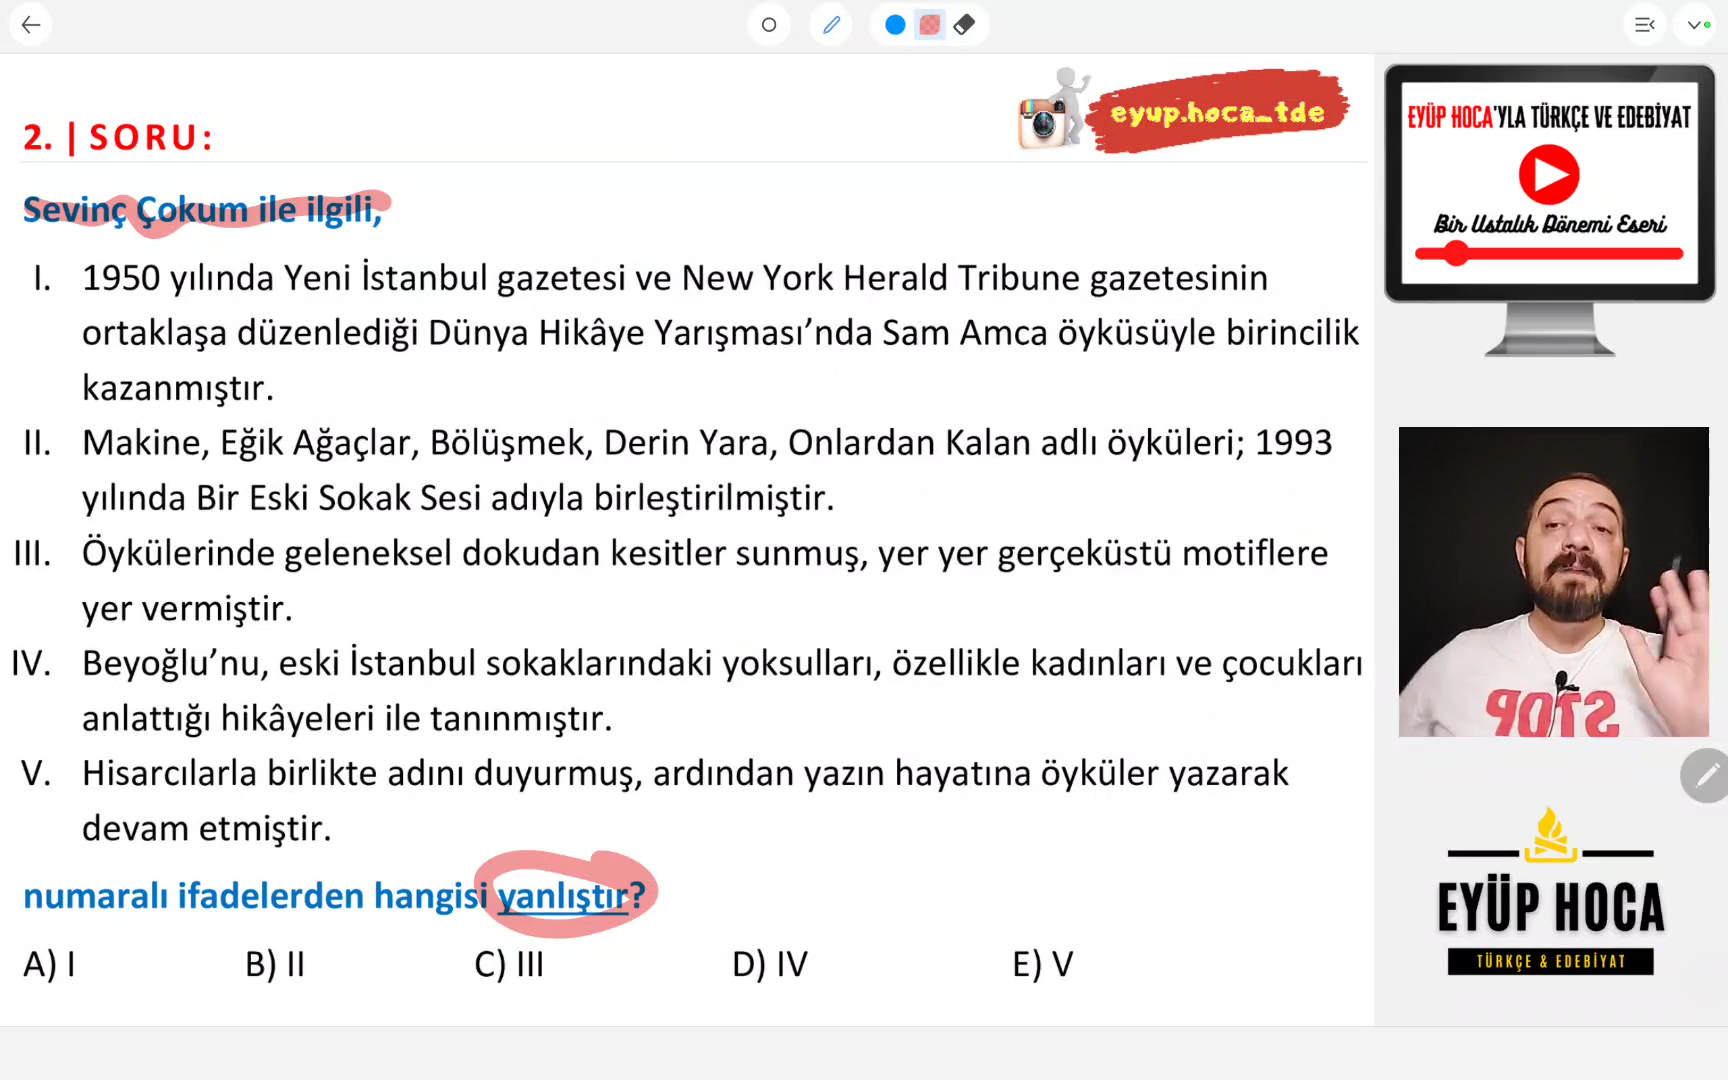 eyup.hoca_tde
2. | SORU:
Sevinç Çokum ile ilgili,
I. 1950 yılında Yeni İstanbul gazetesi ve New York Herald Tribune gazetesinin
ortaklaşa düzenlediği Dünya Hikâye Yarışması’nda Sam Amca öyküsüyle birincilik
kazanmıştır.
II. Makine, Eğik Ağaçlar, Bölüşmek, Derin Yara, Onlardan Kalan adlı öyküleri; 1993
yılında Bir Eski Sokak Sesi adıyla birleştirilmiştir.
III. Öykülerinde geleneksel dokudan kesitler sunmuş, yer yer gerçeküstü motiflere
yer vermiştir.
IV. Beyoğlu’nu, eski İstanbul sokaklarındaki yoksulları, özellikle kadınları ve çocukları
anlattığı hikâyeleri ile tanınmıştır.
V. Hisarcılarla birlikte adını duyurmuş, ardından yazın hayatına öyküler yazarak
devam etmiştir.
numaralı ifadelerden hangisi yanlıştır?
A) I B) II C) III D) IV E) V
EYÜP HOCA'YLA TÜRKÇE VE EDEBİYAT
Bir Ustalık Dönemi Eseri
STOP
EYÜP HOCA
TÜRKÇE & EDEBİYAT